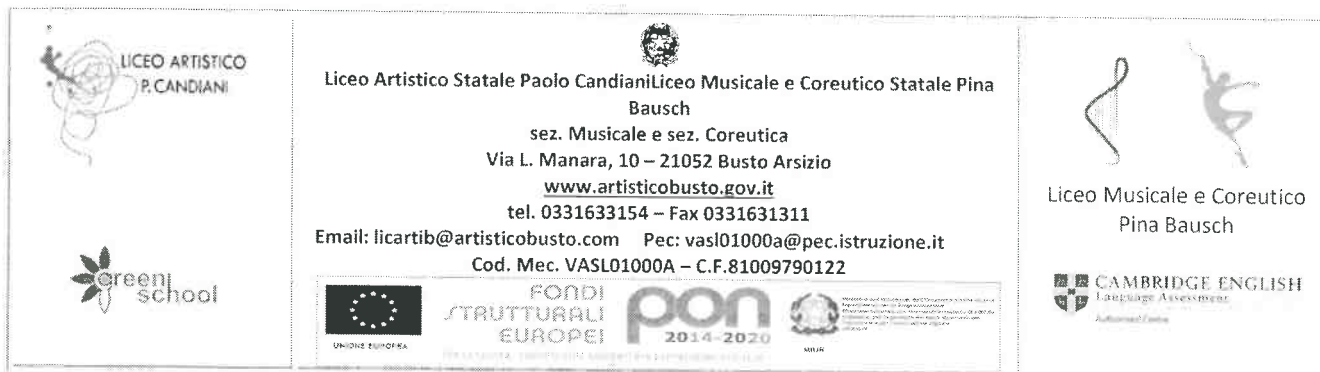 LICEO ARTISTICO
P. CANDIANI
green
school
Liceo Artistico Statale Paolo CandianiLiceo Musicale e Coreutico Statale Pina
Bausch
sez. Musicale e sez. Coreutica
Via L. Manara, 10 – 21052 Busto Arsizio
www.artisticobusto.gov.it
tel. 0331633154 – Fax 0331631311
Email: licartib@artisticobusto.com Pec: vasl01000a@pec.istruzione.it
Cod. Mec. VASL01000A – C.F.81009790122
UNIONE EUROPEA
FONDI
STRUTTURALI
EUROPEI
pon
2014-2020
MIUR
Liceo Musicale e Coreutico
Pina Bausch
CAMBRIDGE ENGLISH
Language Assessment
Authorised Centre